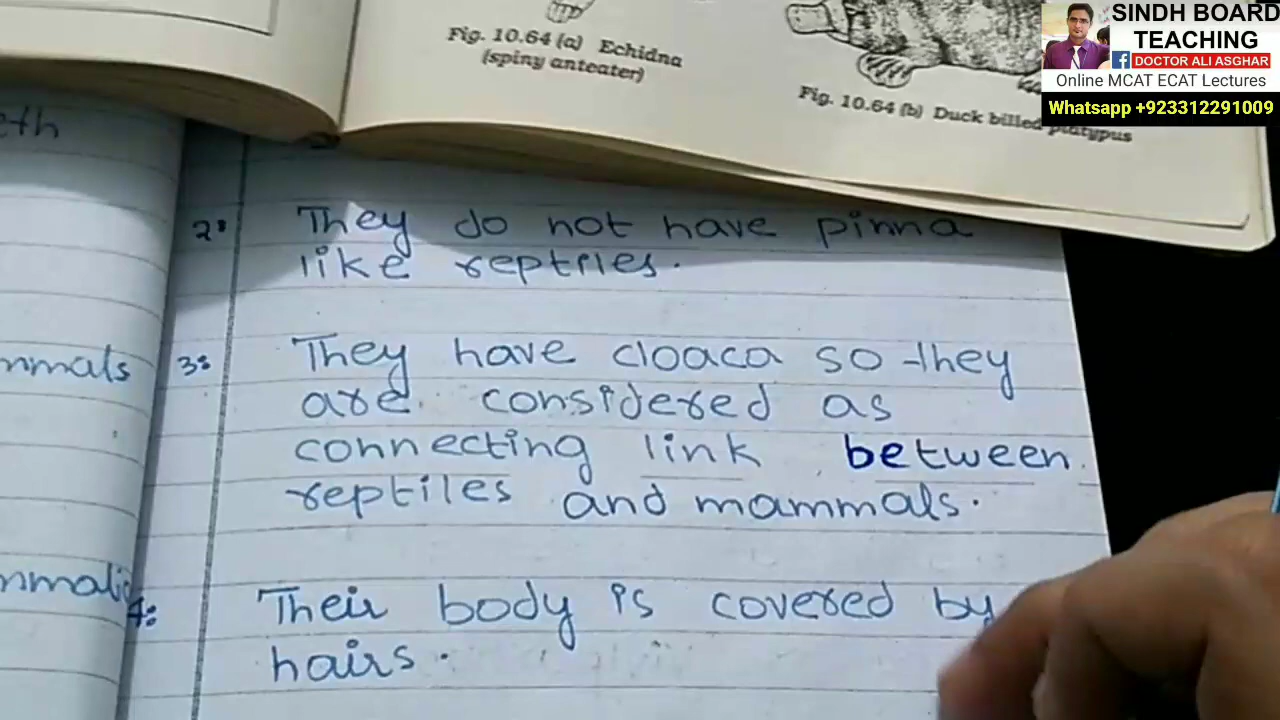 Fig. 10.64 (a) Echidna
(spiny anteater)
Fig. 10.64 (b) Duck billed platypus
SINDH BOARD
TEACHING
DOCTOR ALI ASGHAR
Online MCAT ECAT Lectures
Whatsapp +923312291009
2: They do not have pinna
like reptiles.
3: They have cloaca so they
are considered as
connecting link between
reptiles and mammals.
4: Their body is covered by
hairs.